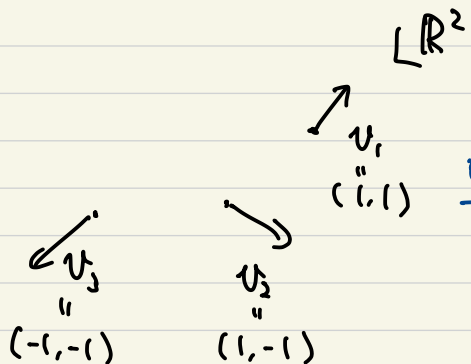 ℝ²
v₁
"
(1,1)
v₃
"
(-1,-1)
v₂
"
(1,-1)